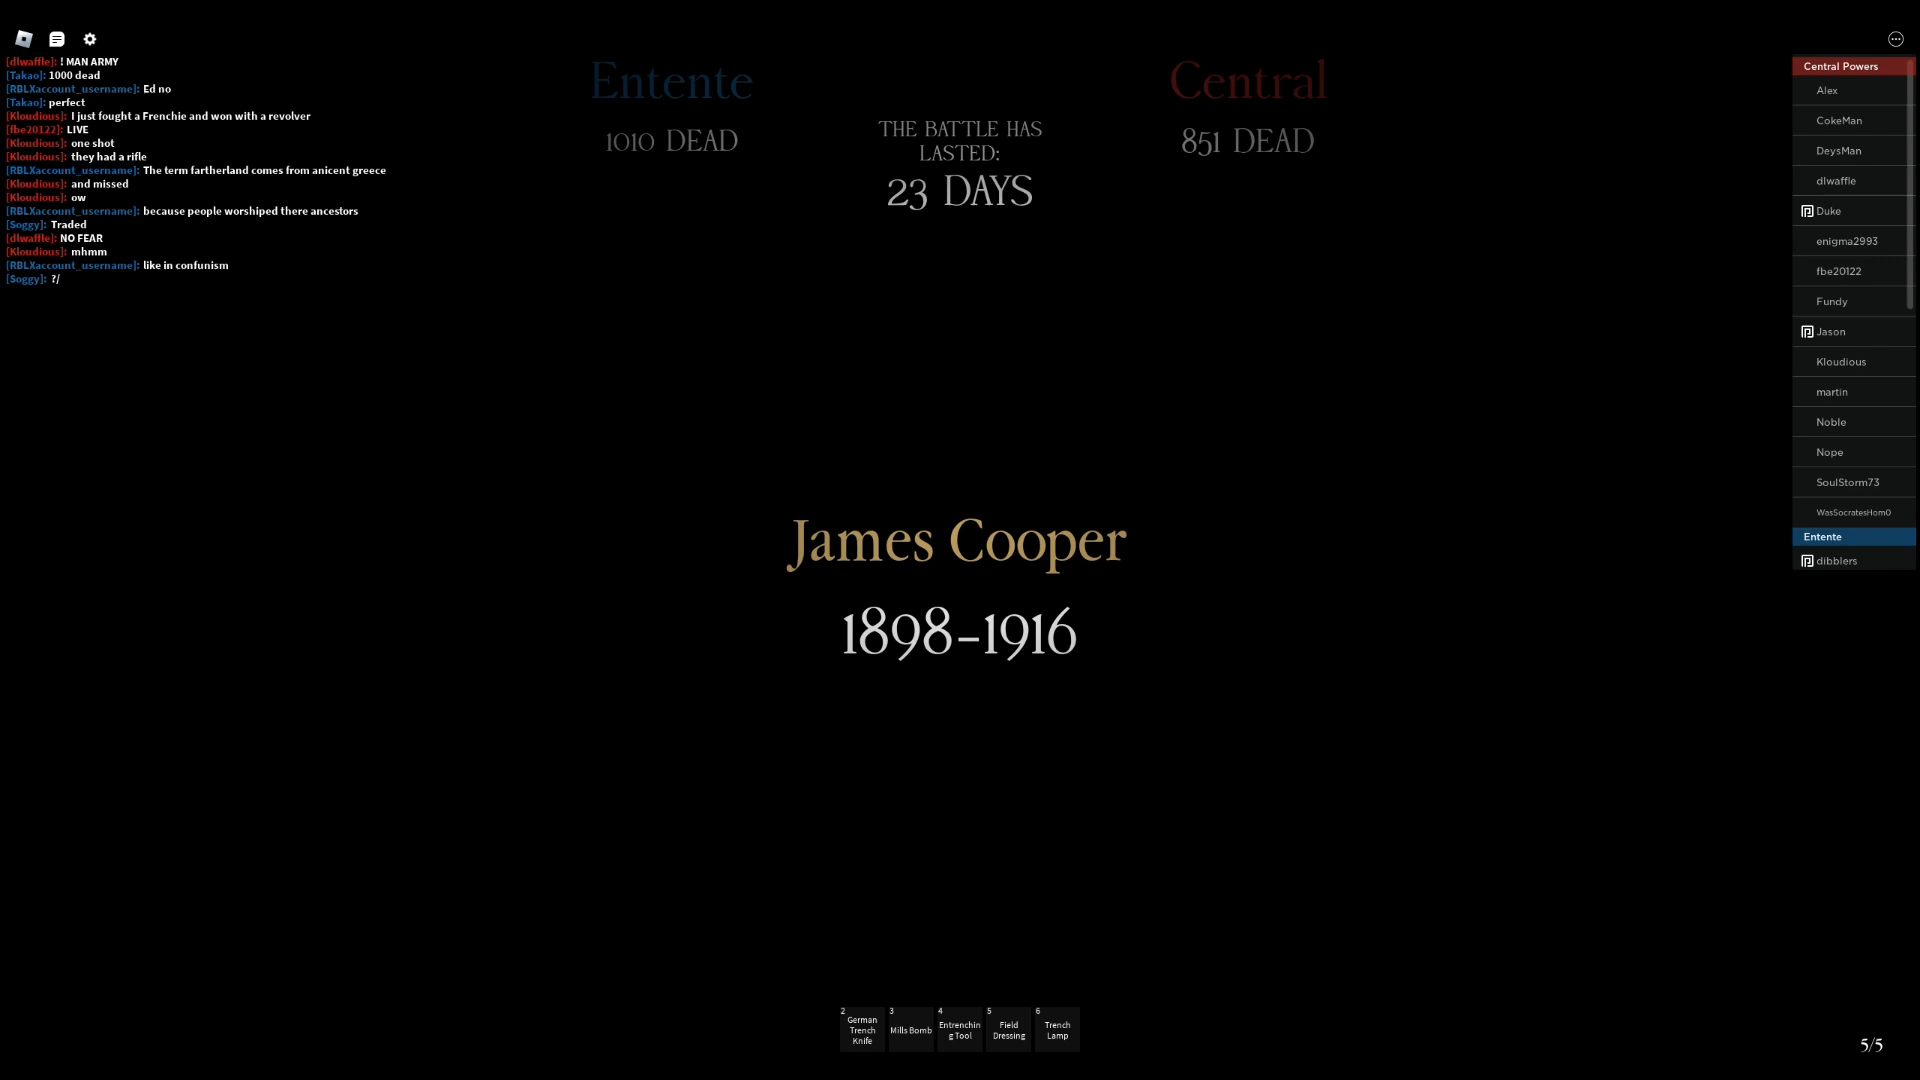 [dlwaffle]: ! MAN ARMY
[Takao]: 1000 dead
[RBLXaccount_username]: Ed no
[Takao]: perfect
[Kloudious]: I just fought a Frenchie and won with a revolver
[fbe20122]: LIVE
[Kloudious]: one shot
[Kloudious]: they had a rifle
[RBLXaccount_username]: The term fartherland comes from anicent greece
[Kloudious]: and missed
[Kloudious]: ow
[RBLXaccount_username]: because people worshiped there ancestors
[Soggy]: Traded
[dlwaffle]: NO FEAR
[Kloudious]: mhmm
[RBLXaccount_username]: like in confunism
[Soggy]: ?/
Entente
1010 DEAD
THE BATTLE HAS
LASTED:
23 DAYS
Central
851 DEAD
James Cooper
1898-1916
Central Powers
Alex
CokeMan
DeysMan
dlwaffle
Duke
enigma2993
fbe20122
Fundy
Jason
Kloudious
martin
Noble
Nope
SoulStorm73
WasSocratesHom0
Entente
dibblers
2
German
Trench
Knife
3
Mills Bomb
4
Entrenchin
g Tool
5
Field
Dressing
6
Trench
Lamp
5/5